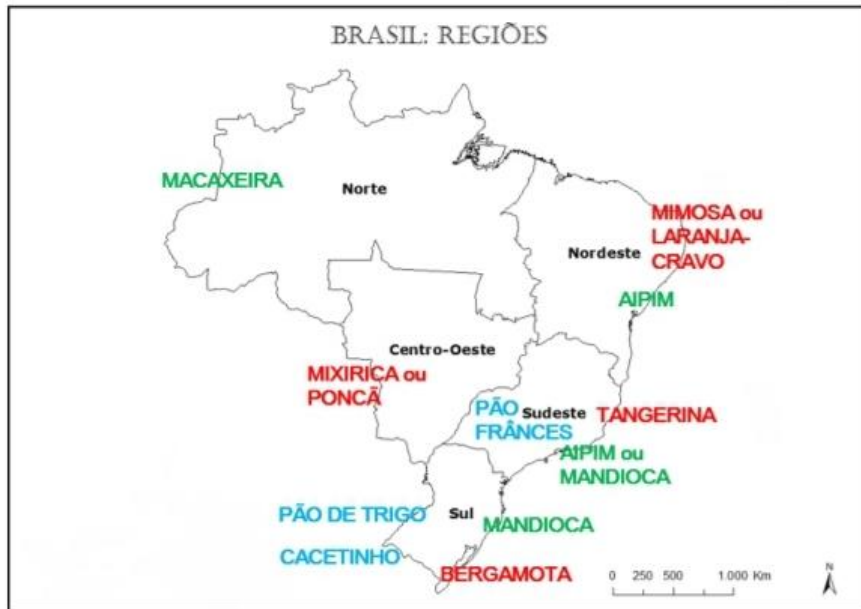 BRASIL: REGIÕES
MACAXEIRA
Norte
MIMOSA ou
LARANJA-
CRAVO
Nordeste
AIPIM
Centro-Oeste
MIXIRICA ou
PONCÃ
PÃO
FRÂNCES
Sudeste
TANGERINA
AIPIM ou
MANDIOCA
PÃO DE TRIGO
Sul
MANDIOCA
CACETINHO
BERGAMOTA
0 250 500 1.000 Km
N